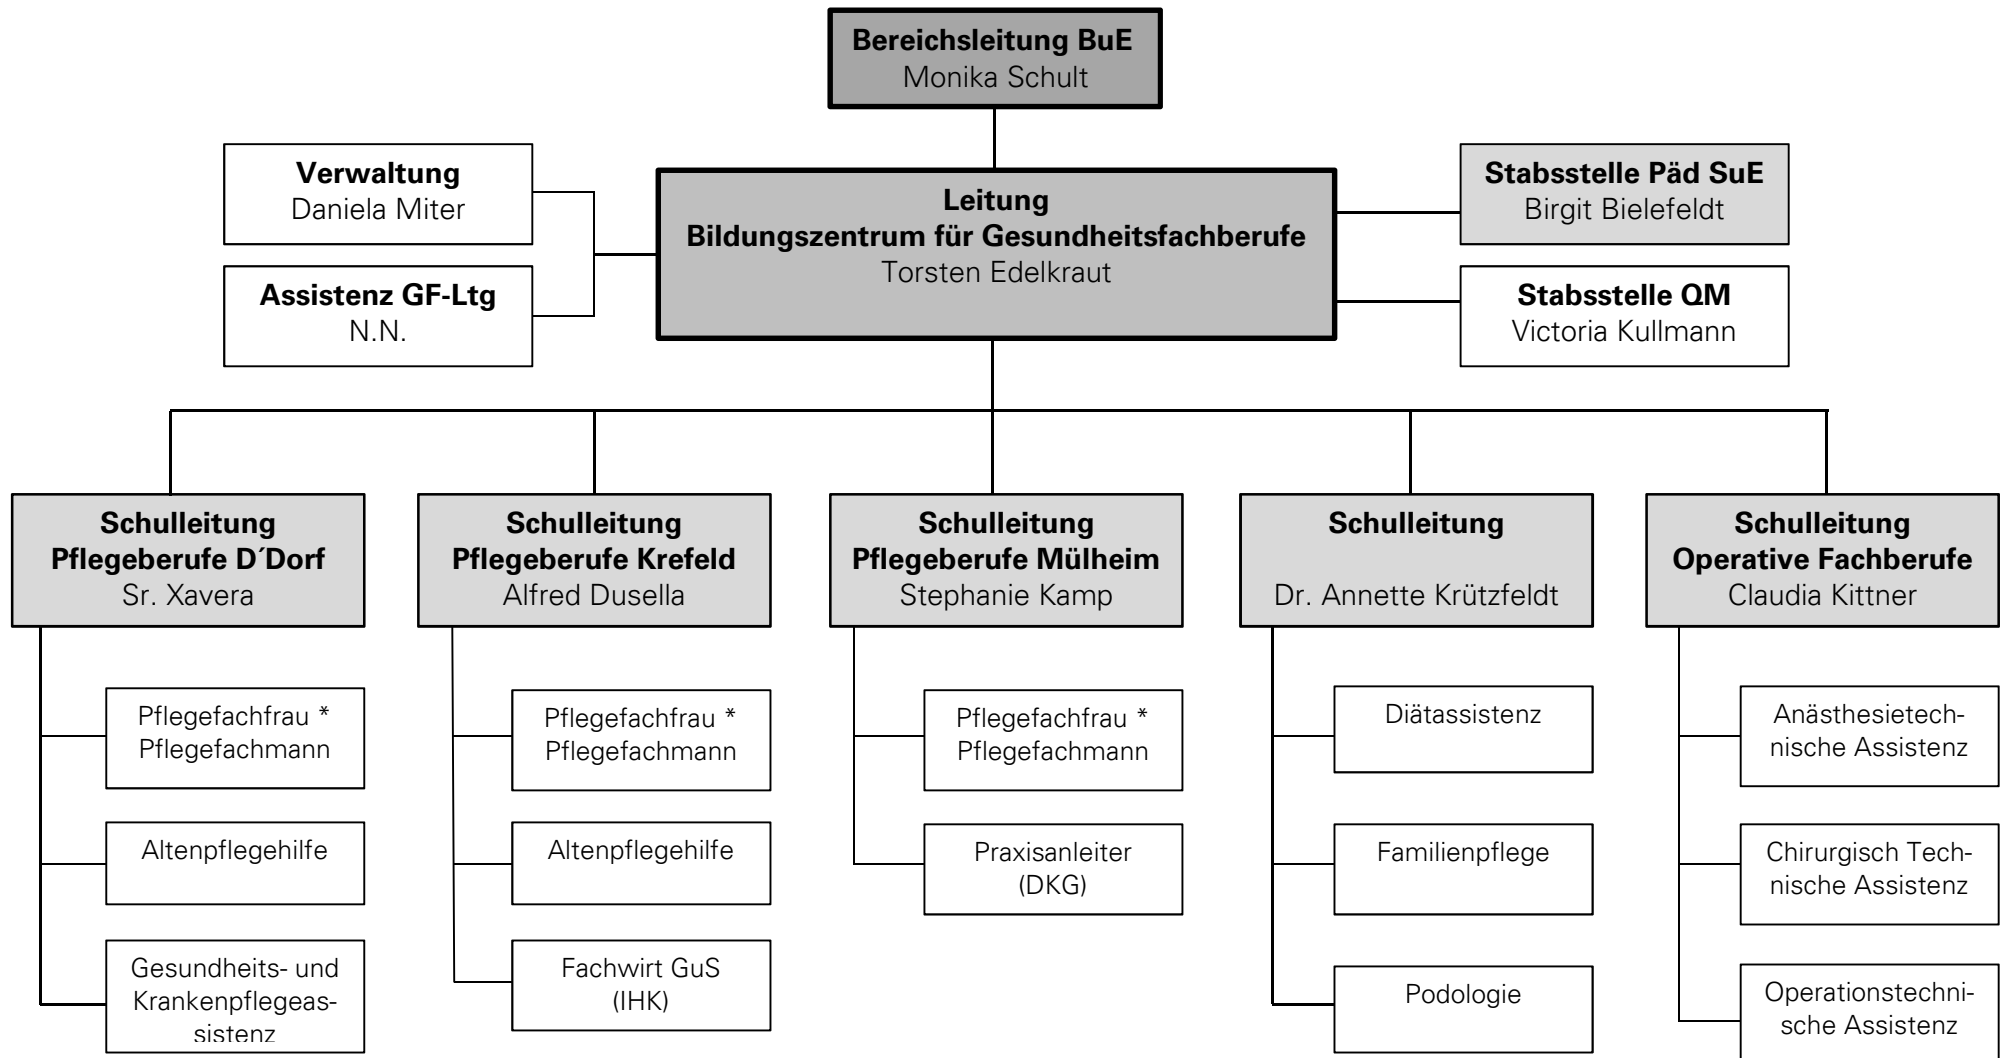 Bereichsleitung BuE
Monika Schult
Verwaltung
Daniela Miter
Assistenz GF-Ltg
N.N.
Leitung
Bildungszentrum für Gesundheitsfachberufe
Torsten Edelkraut
Stabsstelle Päd SuE
Birgit Bielefeldt
Stabsstelle QM
Victoria Kullmann
Schulleitung
Pflegeberufe D´Dorf
Sr. Xavera
Pflegefachfrau *
Pflegefachmann
Altenpflegehilfe
Gesundheits- und
Krankenpflegeas-
sistenz
Schulleitung
Pflegeberufe Krefeld
Alfred Dusella
Pflegefachfrau *
Pflegefachmann
Altenpflegehilfe
Fachwirt GuS
(IHK)
Schulleitung
Pflegeberufe Mülheim
Stephanie Kamp
Pflegefachfrau *
Pflegefachmann
Praxisanleiter
(DKG)
Schulleitung
Dr. Annette Krützfeldt
Diätassistenz
Familienpflege
Podologie
Schulleitung
Operative Fachberufe
Claudia Kittner
Anästhesietech-
nische Assistenz
Chirurgisch Tech-
nische Assistenz
Operationstechni-
sche Assistenz